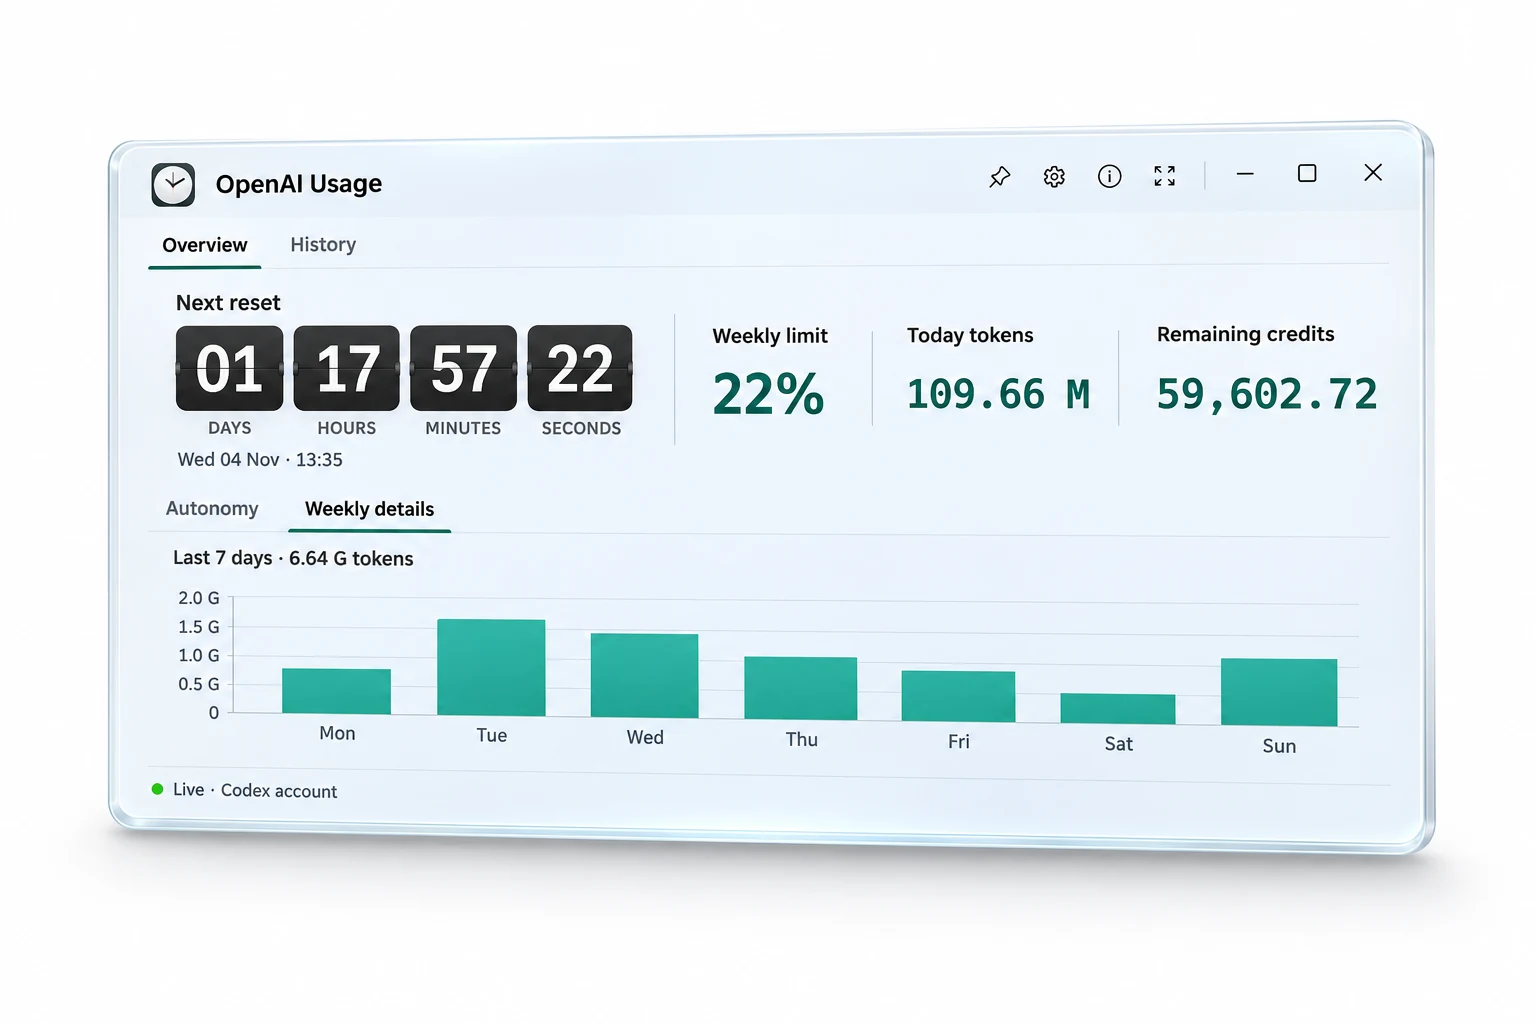 OpenAI Usage
Overview History
Next reset
01 17 57 22
DAYS HOURS MINUTES SECONDS
Wed 04 Nov · 13:35
Weekly limit
22%
Today tokens
109.66 M
Remaining credits
59,602.72
Autonomy Weekly details
Last 7 days · 6.64 G tokens
2.0 G
1.5 G
1.0 G
0.5 G
0
Mon Tue Wed Thu Fri Sat Sun
Live · Codex account